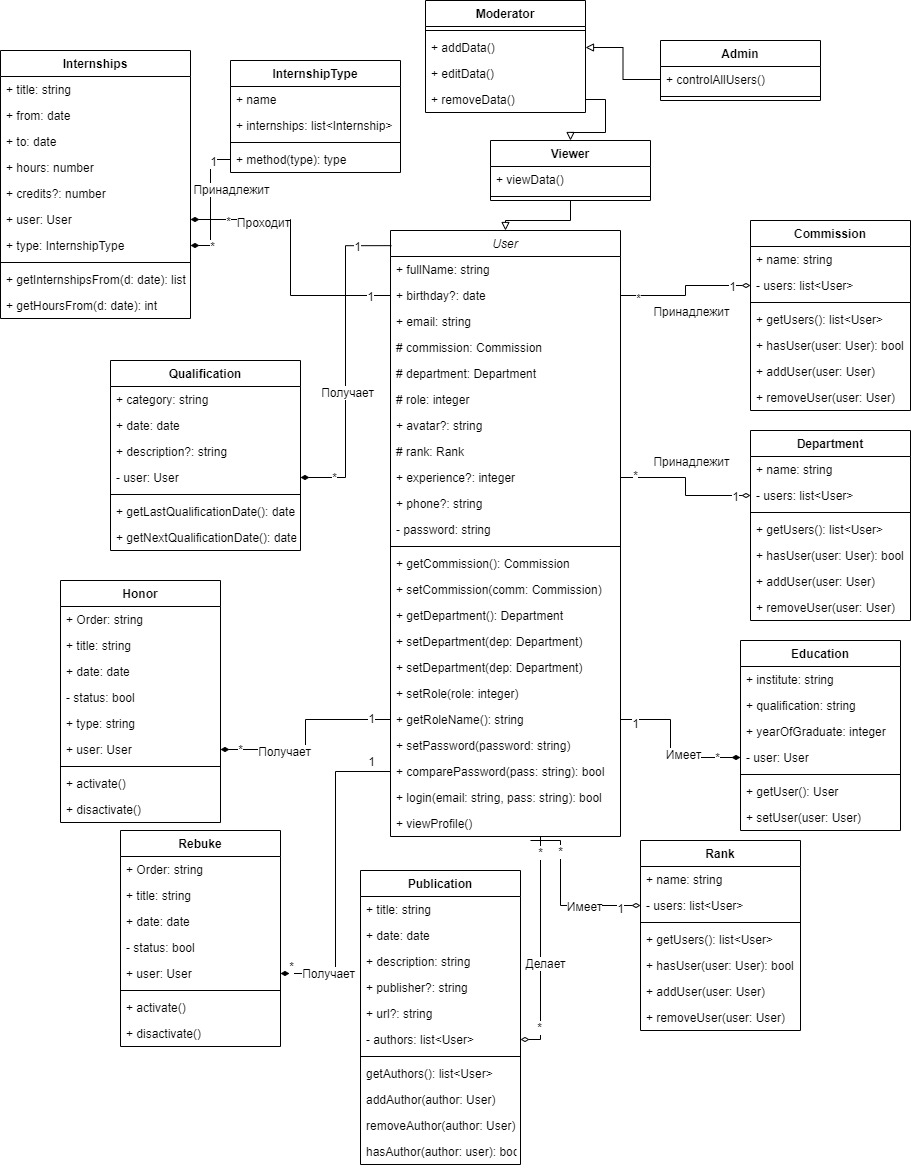 Moderator
+ addData()
+ editData()
+ removeData()
Admin
+ controlAllUsers()
Internships
+ title: string
+ from: date
+ to: date
+ hours: number
+ credits?: number
+ user: User
+ type: InternshipType
+ getInternshipsFrom(d: date): list
+ getHoursFrom(d: date): int
InternshipType
+ name
+ internships: list<Internship>
+ method(type): type
1
Принадлежит
*
*
Проходит
1
Viewer
+ viewData()
User
+ fullName: string
+ birthday?: date
+ email: string
# commission: Commission
# department: Department
# role: integer
+ avatar?: string
# rank: Rank
+ experience?: integer
+ phone?: string
- password: string
+ getCommission(): Commission
+ setCommission(comm: Commission)
+ getDepartment(): Department
+ setDepartment(dep: Department)
+ setDepartment(dep: Department)
+ setRole(role: integer)
+ getRoleName(): string
+ setPassword(password: string)
+ comparePassword(pass: string): bool
+ login(email: string, pass: string): bool
+ viewProfile()
Commission
+ name: string
- users: list<User>
+ getUsers(): list<User>
+ hasUser(user: User): bool
+ addUser(user: User)
+ removeUser(user: User)
*
1
Принадлежит
Qualification
+ category: string
+ date: date
+ description?: string
- user: User
+ getLastQualificationDate(): date
+ getNextQualificationDate(): date
1
Получает
*
Department
+ name: string
- users: list<User>
+ getUsers(): list<User>
+ hasUser(user: User): bool
+ addUser(user: User)
+ removeUser(user: User)
Принадлежит
*
1
Honor
+ Order: string
+ title: string
+ date: date
- status: bool
+ type: string
+ user: User
+ activate()
+ disactivate()
1
*
Получает
Education
+ institute: string
+ qualification: string
+ yearOfGraduate: integer
- user: User
+ getUser(): User
+ setUser(user: User)
1
Имеет
*
Rebuke
+ Order: string
+ title: string
+ date: date
- status: bool
+ user: User
+ activate()
+ disactivate()
1
*
Получает
Publication
+ title: string
+ date: date
+ description: string
+ publisher?: string
+ url?: string
- authors: list<User>
getAuthors(): list<User>
addAuthor(author: User)
removeAuthor(author: User)
hasAuthor(author: user): boo
*
Делает
*
Rank
+ name: string
- users: list<User>
+ getUsers(): list<User>
+ hasUser(user: User): bool
+ addUser(user: User)
+ removeUser(user: User)
*
Имеет
1